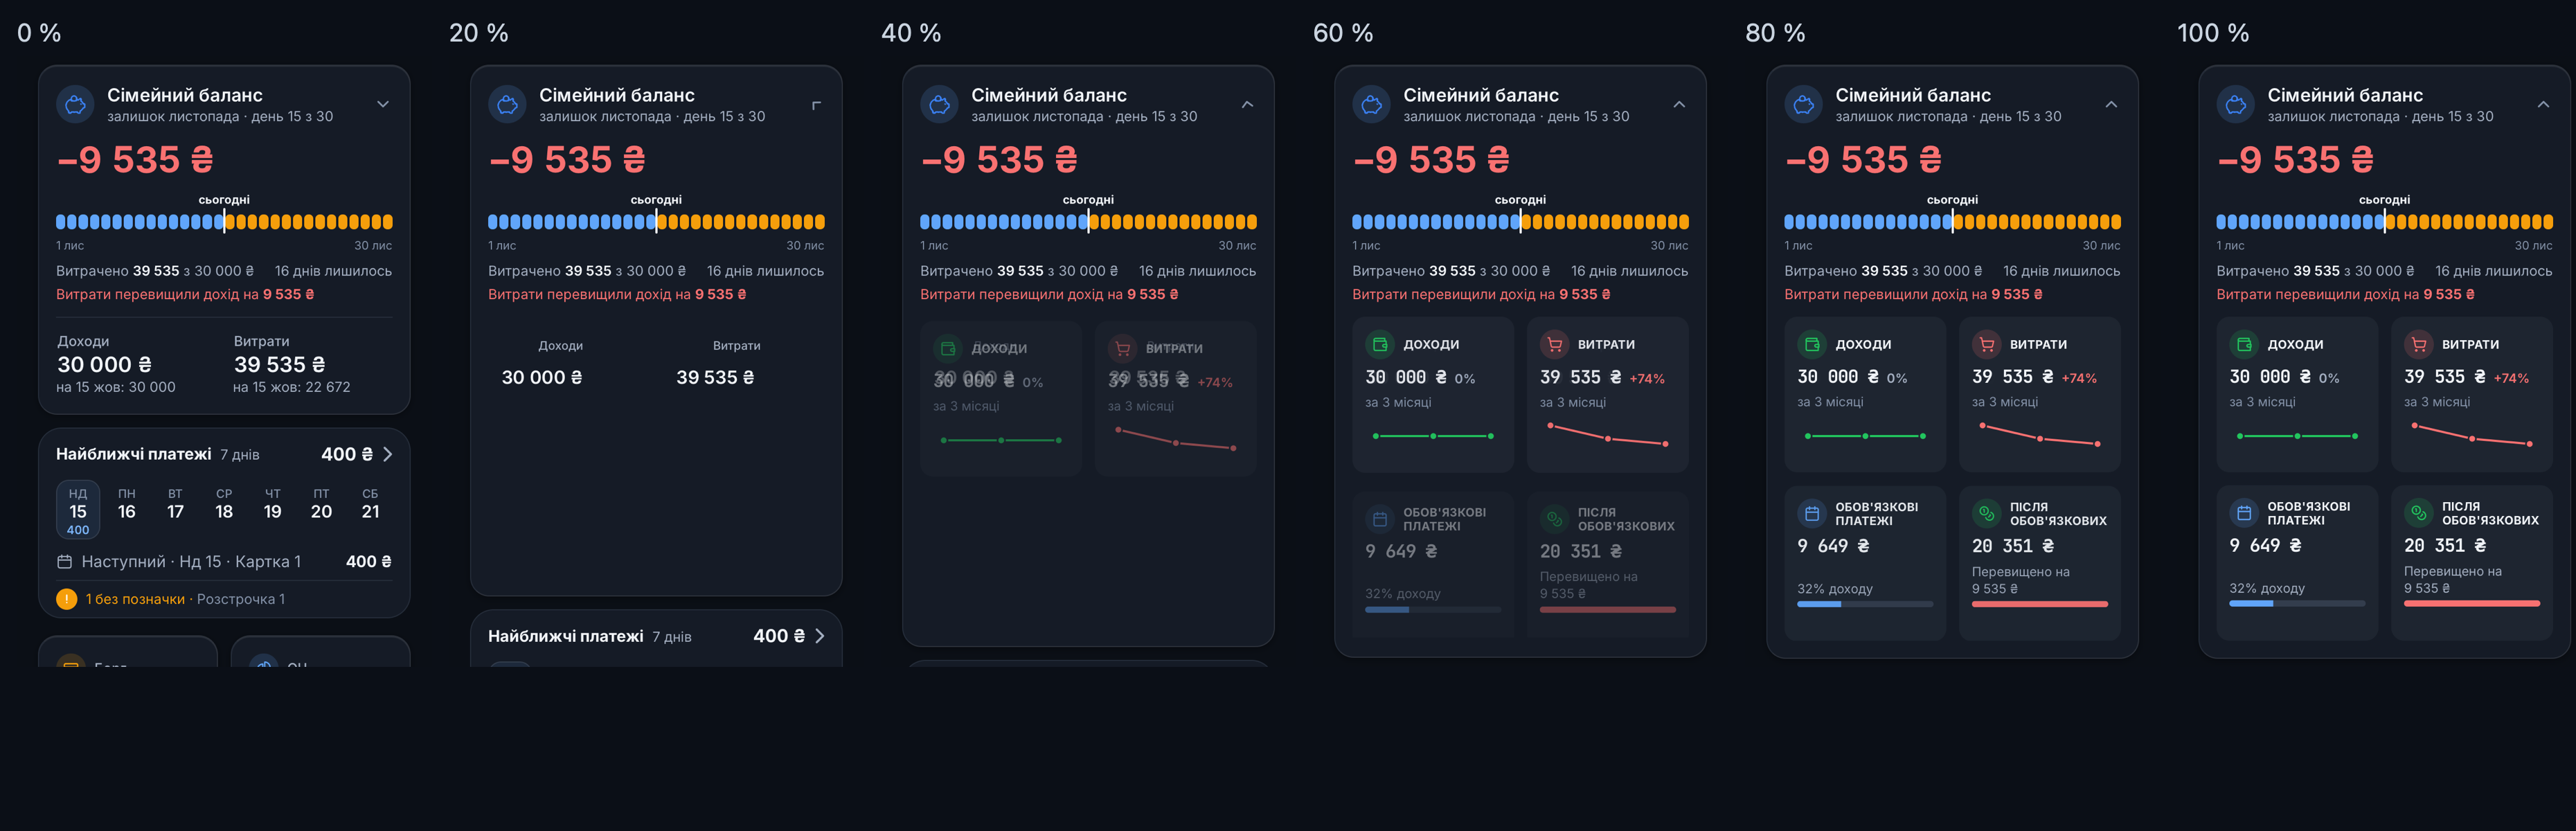 0 %
Сімейний баланс
залишок листопада · день 15 з 30
−9 535 ₴
сьогодні
1 лис 30 лис
Витрачено 39 535 з 30 000 ₴ 16 днів лишилось
Витрати перевищили дохід на 9 535 ₴
Доходи Витрати
30 000 ₴ 39 535 ₴
на 15 жов: 30 000 на 15 жов: 22 672
Найближчі платежі 7 днів 400 ₴
НД ПН ВТ СР ЧТ ПТ СБ
15 16 17 18 19 20 21
400
Наступний · Нд 15 · Картка 1 400 ₴
1 без позначки · Розстрочка 1
20 %
Сімейний баланс
залишок листопада · день 15 з 30
−9 535 ₴
сьогодні
1 лис 30 лис
Витрачено 39 535 з 30 000 ₴ 16 днів лишилось
Витрати перевищили дохід на 9 535 ₴
Доходи Витрати
30 000 ₴ 39 535 ₴
Найближчі платежі 7 днів 400 ₴
40 %
Сімейний баланс
залишок листопада · день 15 з 30
−9 535 ₴
сьогодні
1 лис 30 лис
Витрачено 39 535 з 30 000 ₴ 16 днів лишилось
Витрати перевищили дохід на 9 535 ₴
ДОХОДИ ВИТРАТИ
30 000 ₴ 0% 39 535 ₴ +74%
за 3 місяці за 3 місяці
60 %
Сімейний баланс
залишок листопада · день 15 з 30
−9 535 ₴
сьогодні
1 лис 30 лис
Витрачено 39 535 з 30 000 ₴ 16 днів лишилось
Витрати перевищили дохід на 9 535 ₴
ДОХОДИ ВИТРАТИ
30 000 ₴ 0% 39 535 ₴ +74%
за 3 місяці за 3 місяці
ОБОВ'ЯЗКОВІ ПІСЛЯ
ПЛАТЕЖІ ОБОВ'ЯЗКОВИХ
9 649 ₴ 20 351 ₴
Перевищено на
32% доходу 9 535 ₴
80 %
Сімейний баланс
залишок листопада · день 15 з 30
−9 535 ₴
сьогодні
1 лис 30 лис
Витрачено 39 535 з 30 000 ₴ 16 днів лишилось
Витрати перевищили дохід на 9 535 ₴
ДОХОДИ ВИТРАТИ
30 000 ₴ 0% 39 535 ₴ +74%
за 3 місяці за 3 місяці
ОБОВ'ЯЗКОВІ ПІСЛЯ
ПЛАТЕЖІ ОБОВ'ЯЗКОВИХ
9 649 ₴ 20 351 ₴
Перевищено на
32% доходу 9 535 ₴
100 %
Сімейний баланс
залишок листопада · день 15 з 30
−9 535 ₴
сьогодні
1 лис 30 лис
Витрачено 39 535 з 30 000 ₴ 16 днів лишилось
Витрати перевищили дохід на 9 535 ₴
ДОХОДИ ВИТРАТИ
30 000 ₴ 0% 39 535 ₴ +74%
за 3 місяці за 3 місяці
ОБОВ'ЯЗКОВІ ПІСЛЯ
ПЛАТЕЖІ ОБОВ'ЯЗКОВИХ
9 649 ₴ 20 351 ₴
Перевищено на
32% доходу 9 535 ₴